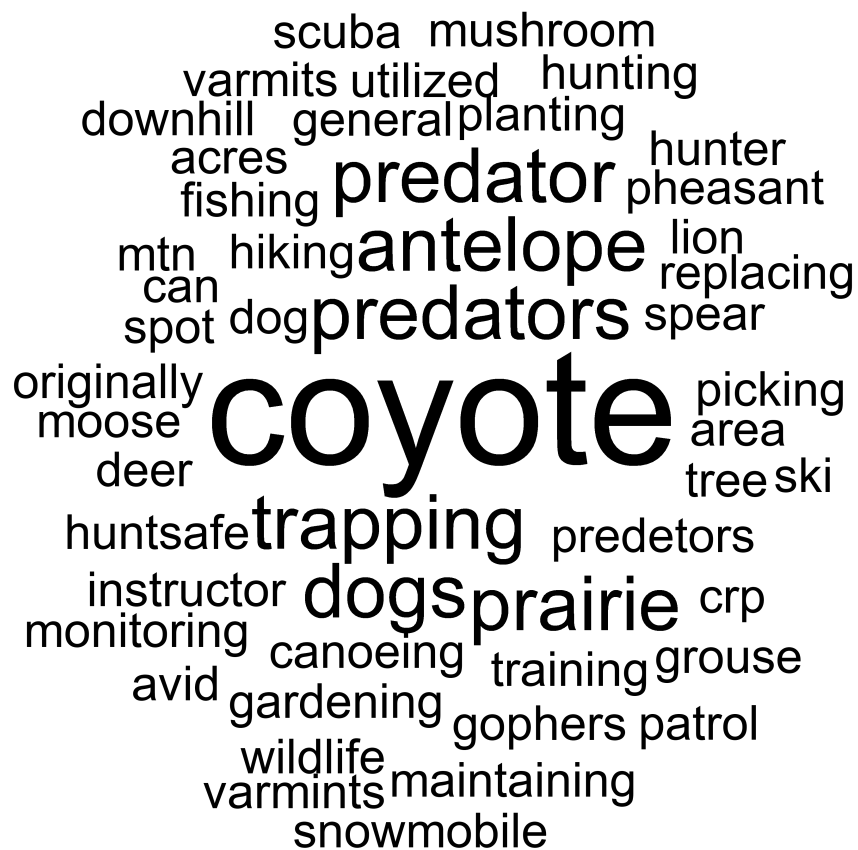 scuba mushroom
varmits utilized hunting
downhill general planting
acres predator hunter
fishing pheasant
mtn hiking antelope lion
can replacing
spot dog predators spear
originally coyote picking
moose area
deer tree ski
huntsafe trapping predetors
instructor dogs prairie crp
monitoring canoeing training grouse
avid gardening gophers patrol
wildlife
varmints maintaining
snowmobile